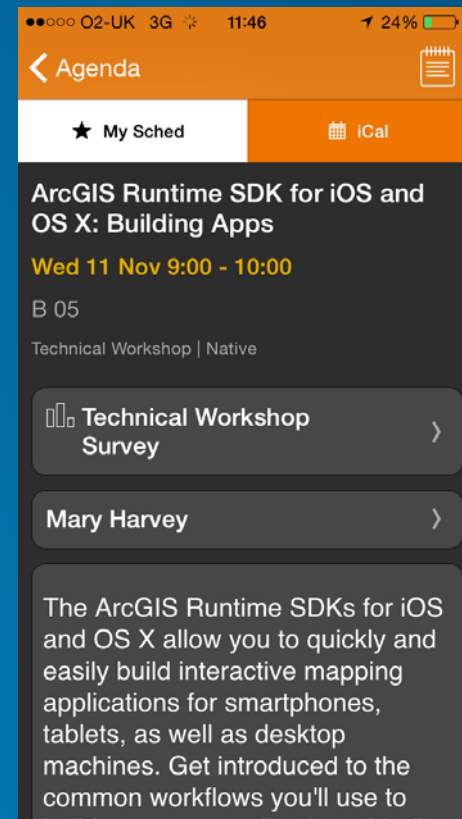 O2-UK 3G 11:46 24%
Agenda
My Sched iCal
ArcGIS Runtime SDK for iOS and
OS X: Building Apps
Wed 11 Nov 9:00 - 10:00
B 05
Technical Workshop | Native
Technical Workshop
Survey
Mary Harvey
The ArcGIS Runtime SDKs for iOS
and OS X allow you to quickly and
easily build interactive mapping
applications for smartphones,
tablets, as well as desktop
machines. Get introduced to the
common workflows you'll use to